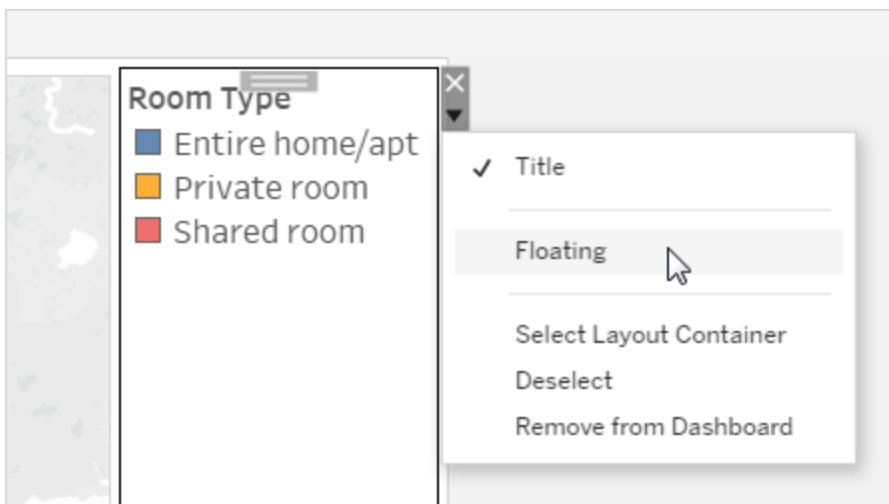 Room Type
Entire home/apt
Private room
Shared room
Title
Floating
Select Layout Container
Deselect
Remove from Dashboard